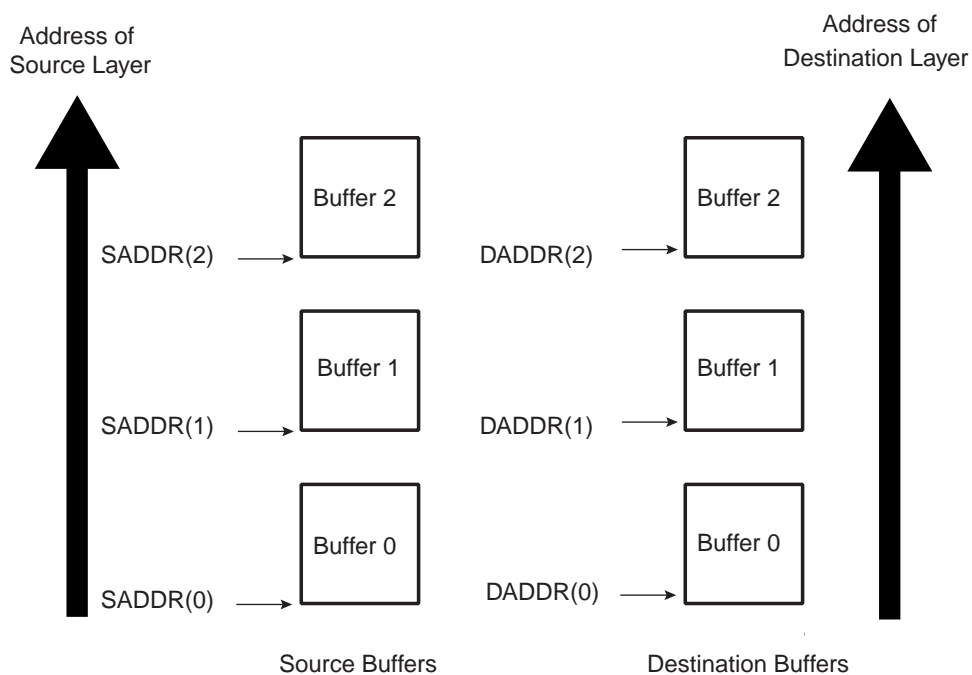 Address of
Source Layer
Address of
Destination Layer
Buffer 2
Buffer 2
SADDR(2)
DADDR(2)
Buffer 1
Buffer 1
SADDR(1)
DADDR(1)
Buffer 0
Buffer 0
SADDR(0)
DADDR(0)
Source Buffers
Destination Buffers